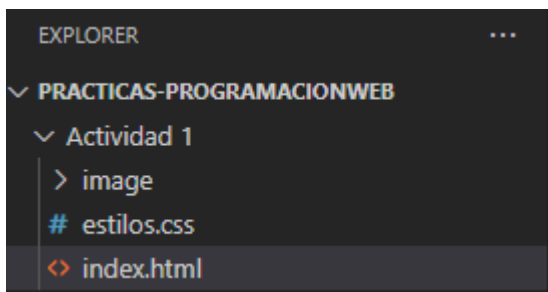 EXPLORER
PRACTICAS-PROGRAMACIONWEB
Actividad 1
image
# estilos.css
<> index.html